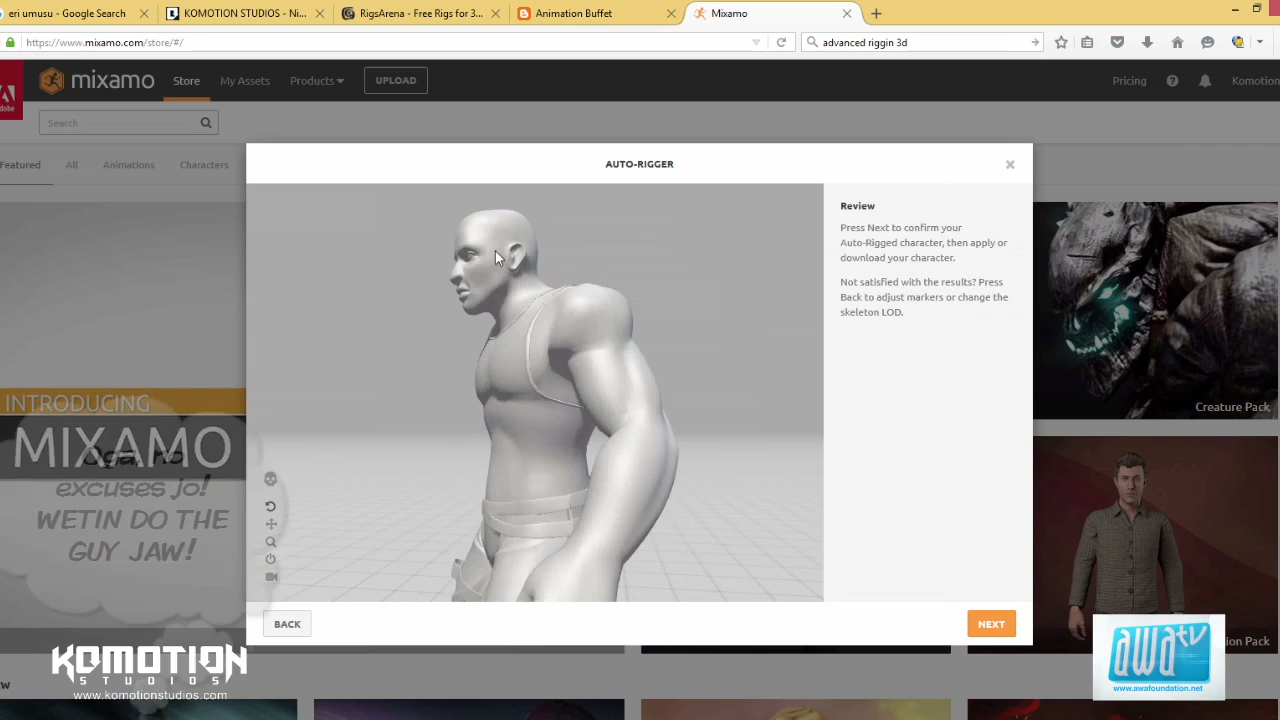 eri umusu - Google Search
KOMOTION STUDIOS - Ni...
RigsArena - Free Rigs for 3...
Animation Buffet
Mixamo
https://www.mixamo.com/store/#/
advanced riggin 3d
Adobe
mixamo
Store
My Assets
Products
UPLOAD
Pricing
Komotion
Search
Featured
All
Animations
Characters
AUTO-RIGGER
Review
Press Next to confirm your
Auto-Rigged character, then apply or
download your character.
Not satisfied with the results? Press
Back to adjust markers or change the
skeleton LOD.
INTRODUCING
MIXAMO
excuses jo!
WETIN DO THE
GUY JAW!
Creature Pack
BACK
NEXT
ion Pack
KOMOTION
STUDIOS
www.komotionstudios.com
awatv
www.awafoundation.net